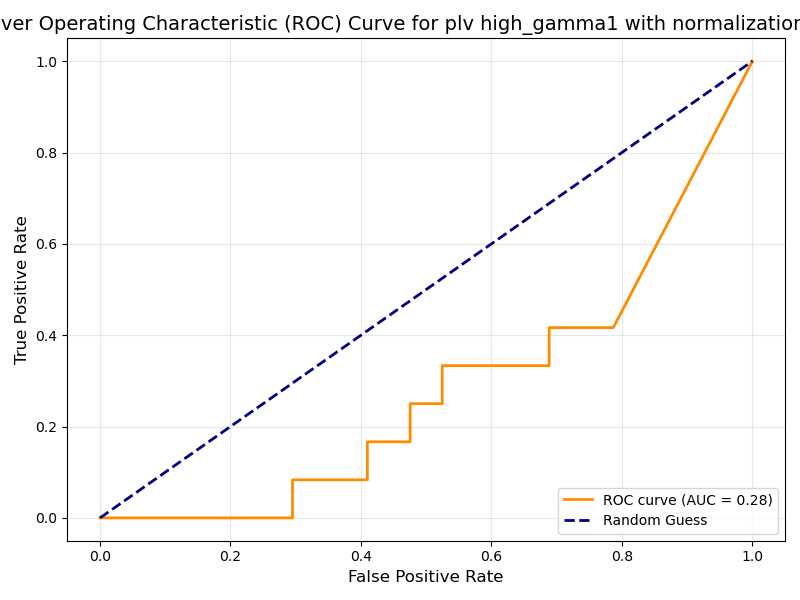 ver Operating Characteristic (ROC) Curve for plv high_gamma1 with normalization
True Positive Rate
1.0
0.8
0.6
0.4
0.2
0.0
ROC curve (AUC = 0.28)
Random Guess
0.0 0.2 0.4 0.6 0.8 1.0
False Positive Rate